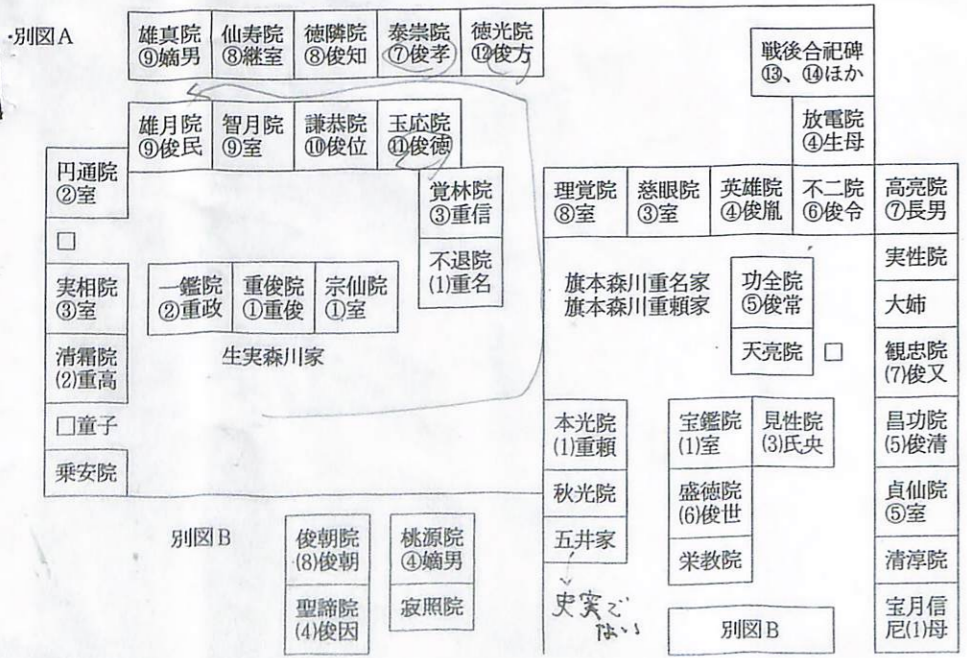 ・別図A
雄真院
⑨嫡男
仙寿院
⑧継室
徳隣院
⑧俊知
泰崇院
⑦俊孝
徳光院
⑫俊方
戦後合祀碑
⑬、⑭ほか
放電院
④生母
雄月院
⑨俊民
智月院
⑨室
謙恭院
⑩俊位
玉応院
⑪俊徳
円通院
②室
□
実相院
③室
清霜院
(2)重高
□童子
乗安院
覚林院
③重信
不退院
(1)重名
一鑑院
②重政
重俊院
①重俊
宗仙院
①室
生実森川家
理覚院
⑧室
慈眼院
③室
英雄院
④俊胤
不二院
⑥俊令
高亮院
⑦長男
旗本森川重名家
旗本森川重頼家
功全院
⑤俊常
天亮院
□
実性院
大姉
観忠院
(7)俊又
昌功院
(5)俊清
貞仙院
⑤室
清淳院
宝月信
尼(1)母
本光院
(1)重頼
秋光院
五井家
史実で
ない
宝鑑院
(1)室
見性院
(3)氏央
盛徳院
(6)俊世
栄教院
別図B
別図B
俊朝院
(8)俊朝
聖諦院
(4)俊因
桃源院
④嫡男
寂照院